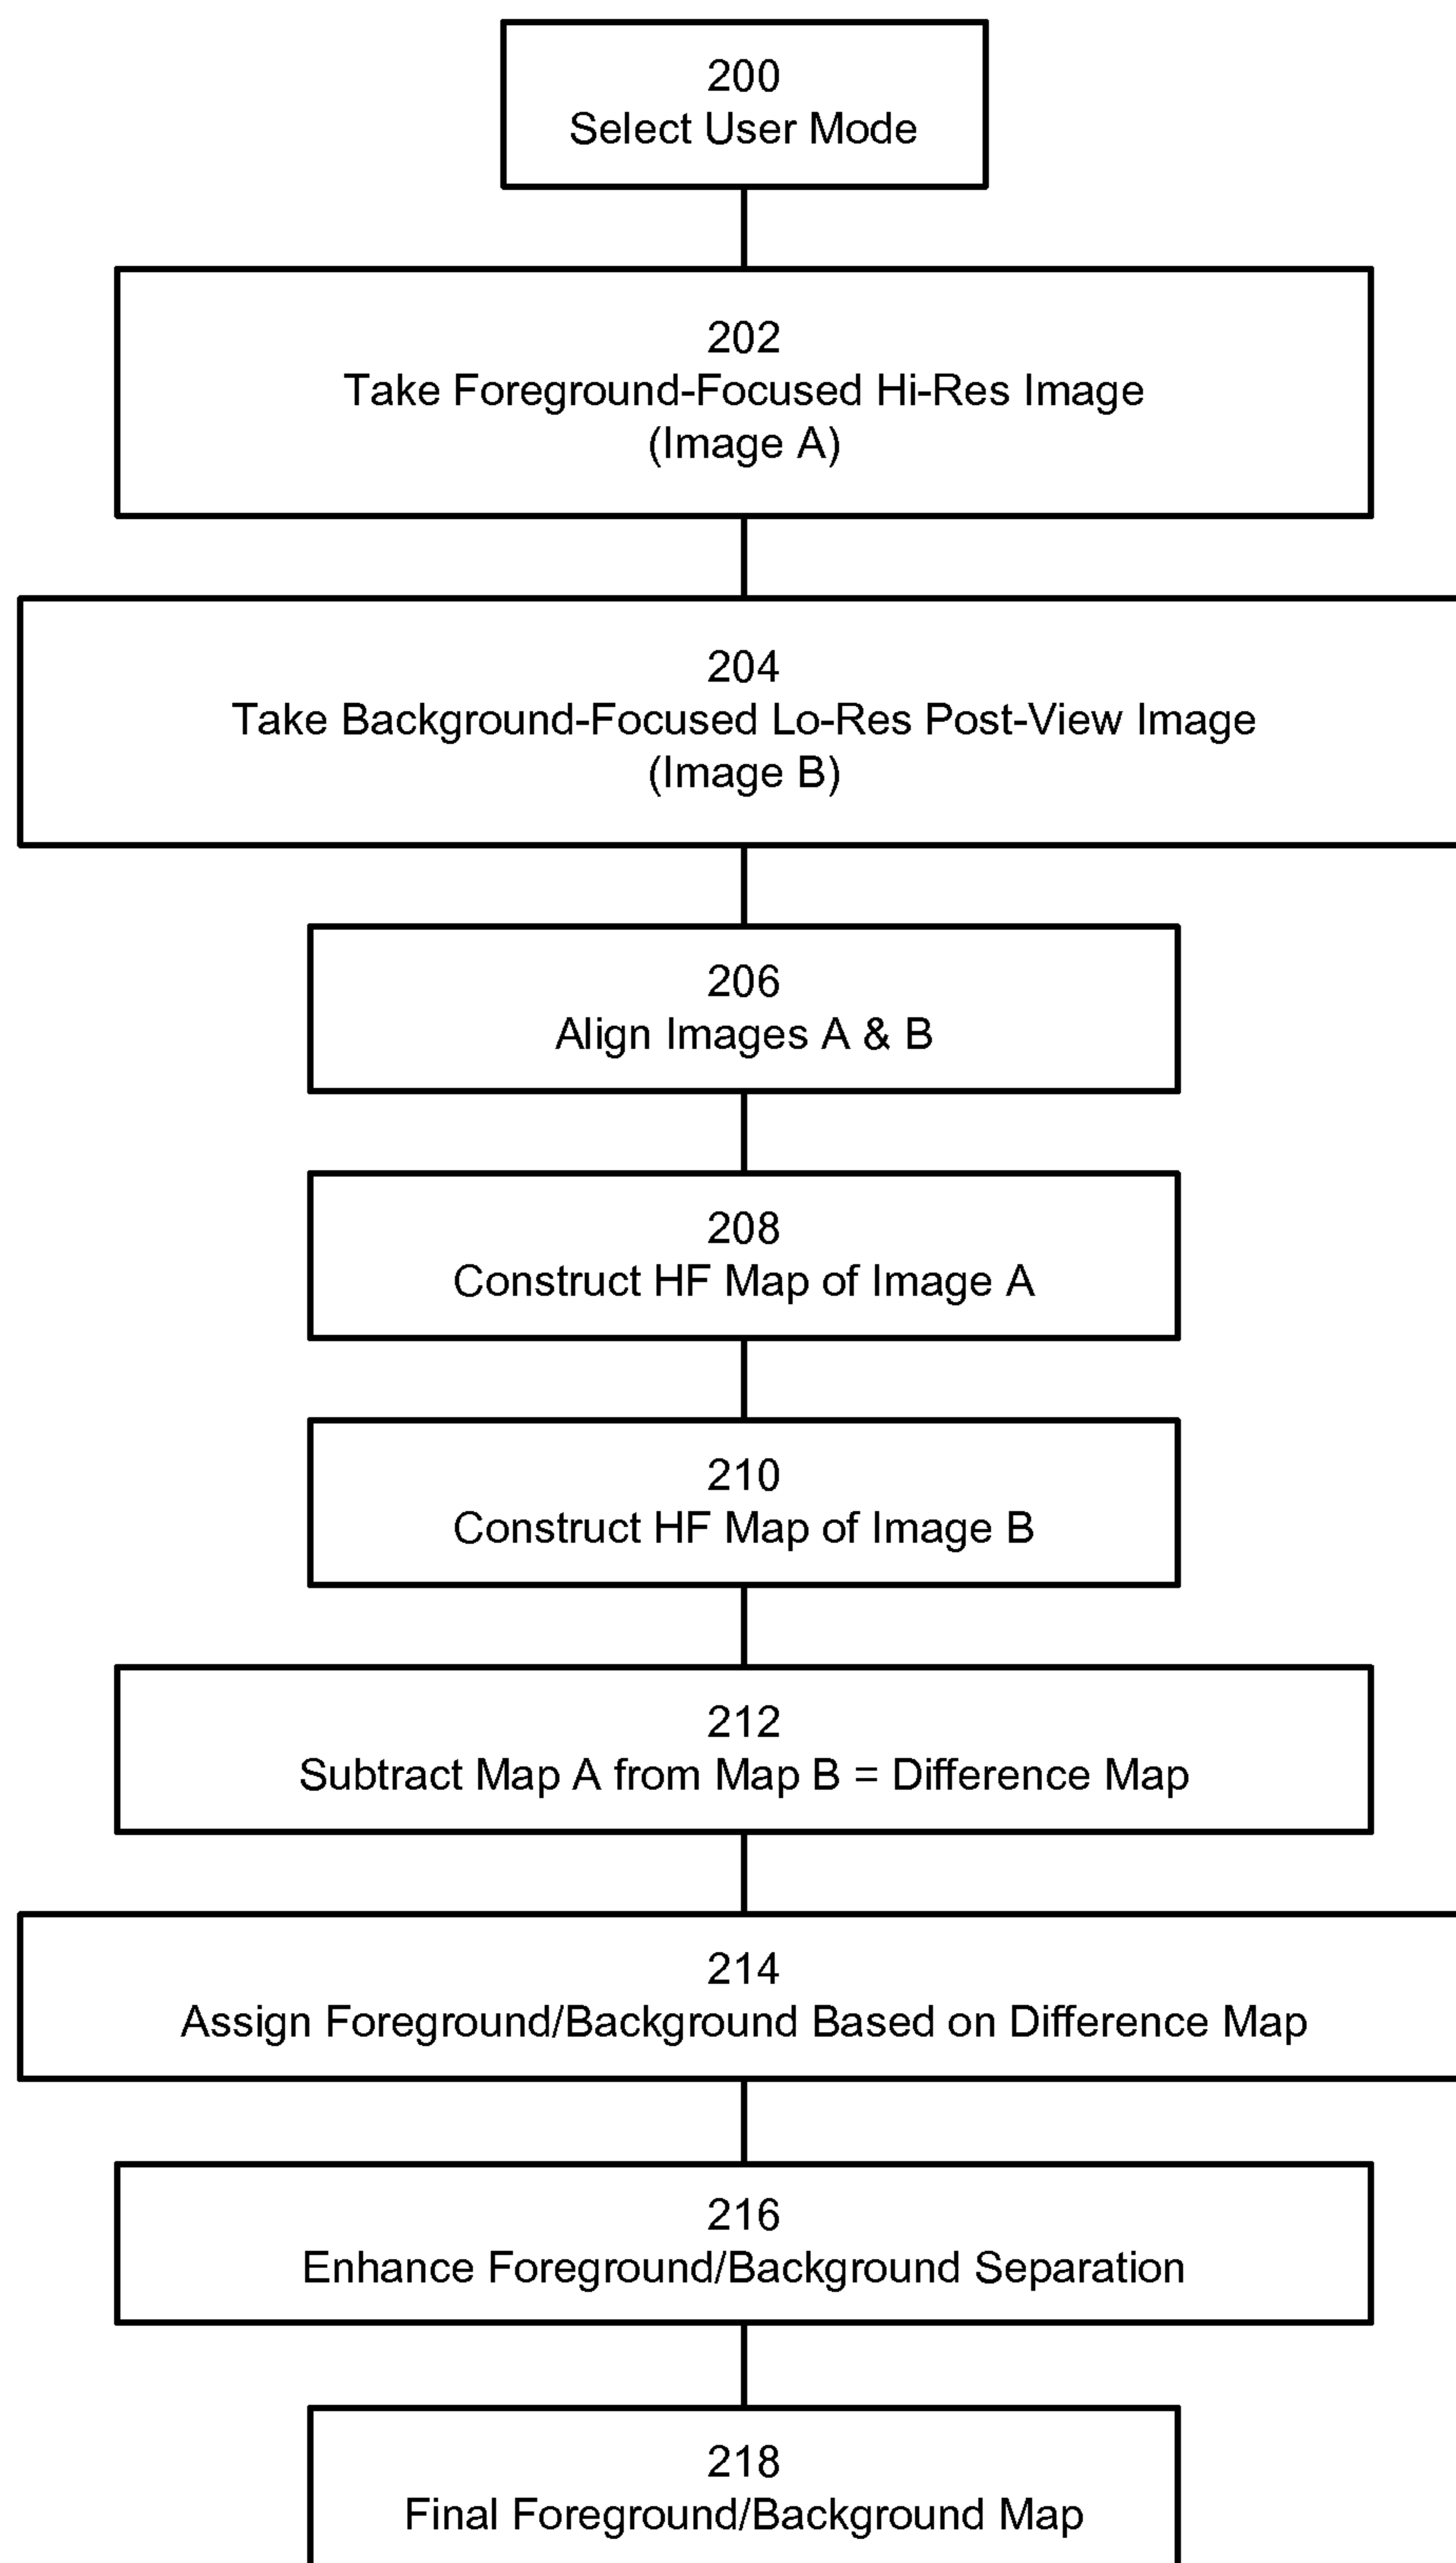 200
Select User Mode
202
Take Foreground-Focused Hi-Res Image
(Image A)
204
Take Background-Focused Lo-Res Post-View Image
(Image B)
206
Align Images A & B
208
Construct HF Map of Image A
210
Construct HF Map of Image B
212
Subtract Map A from Map B = Difference Map
214
Assign Foreground/Background Based on Difference Map
216
Enhance Foreground/Background Separation
218
Final Foreground/Background Map